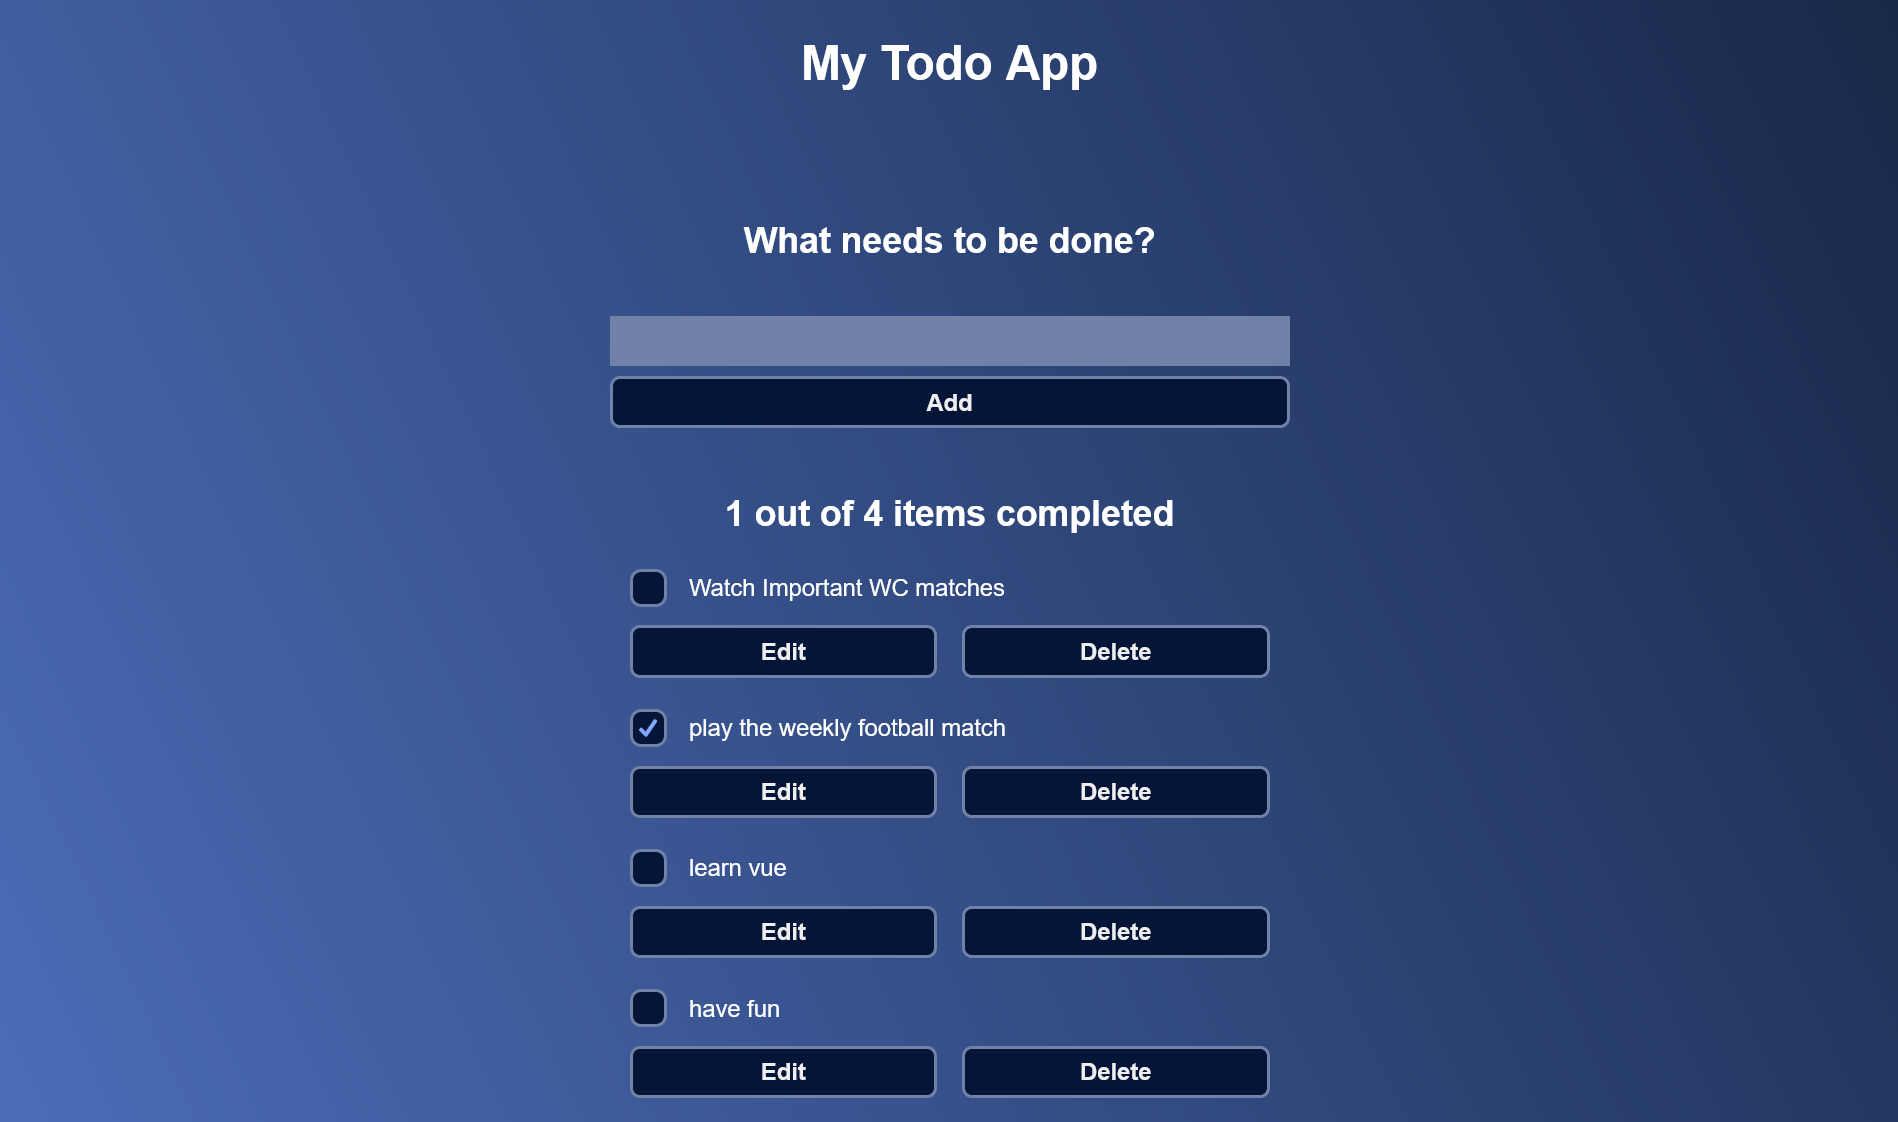 My Todo App
What needs to be done?
Add
1 out of 4 items completed
Watch Important WC matches
Edit Delete
play the weekly football match
Edit Delete
learn vue
Edit Delete
have fun
Edit Delete